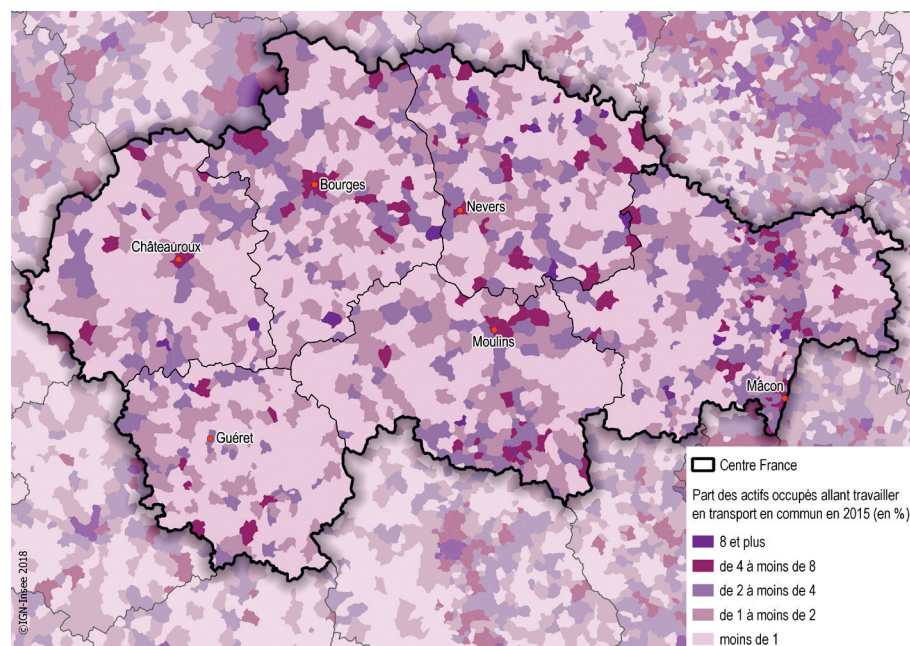 Bourges
Nevers
Châteauroux
Moulins
Mâcon
Guéret
Centre France
Part des actifs occupés allant travailler
en transport en commun en 2015 (en %)
8 et plus
de 4 à moins de 8
de 2 à moins de 4
de 1 à moins de 2
moins de 1
©IGN-Insee 2018